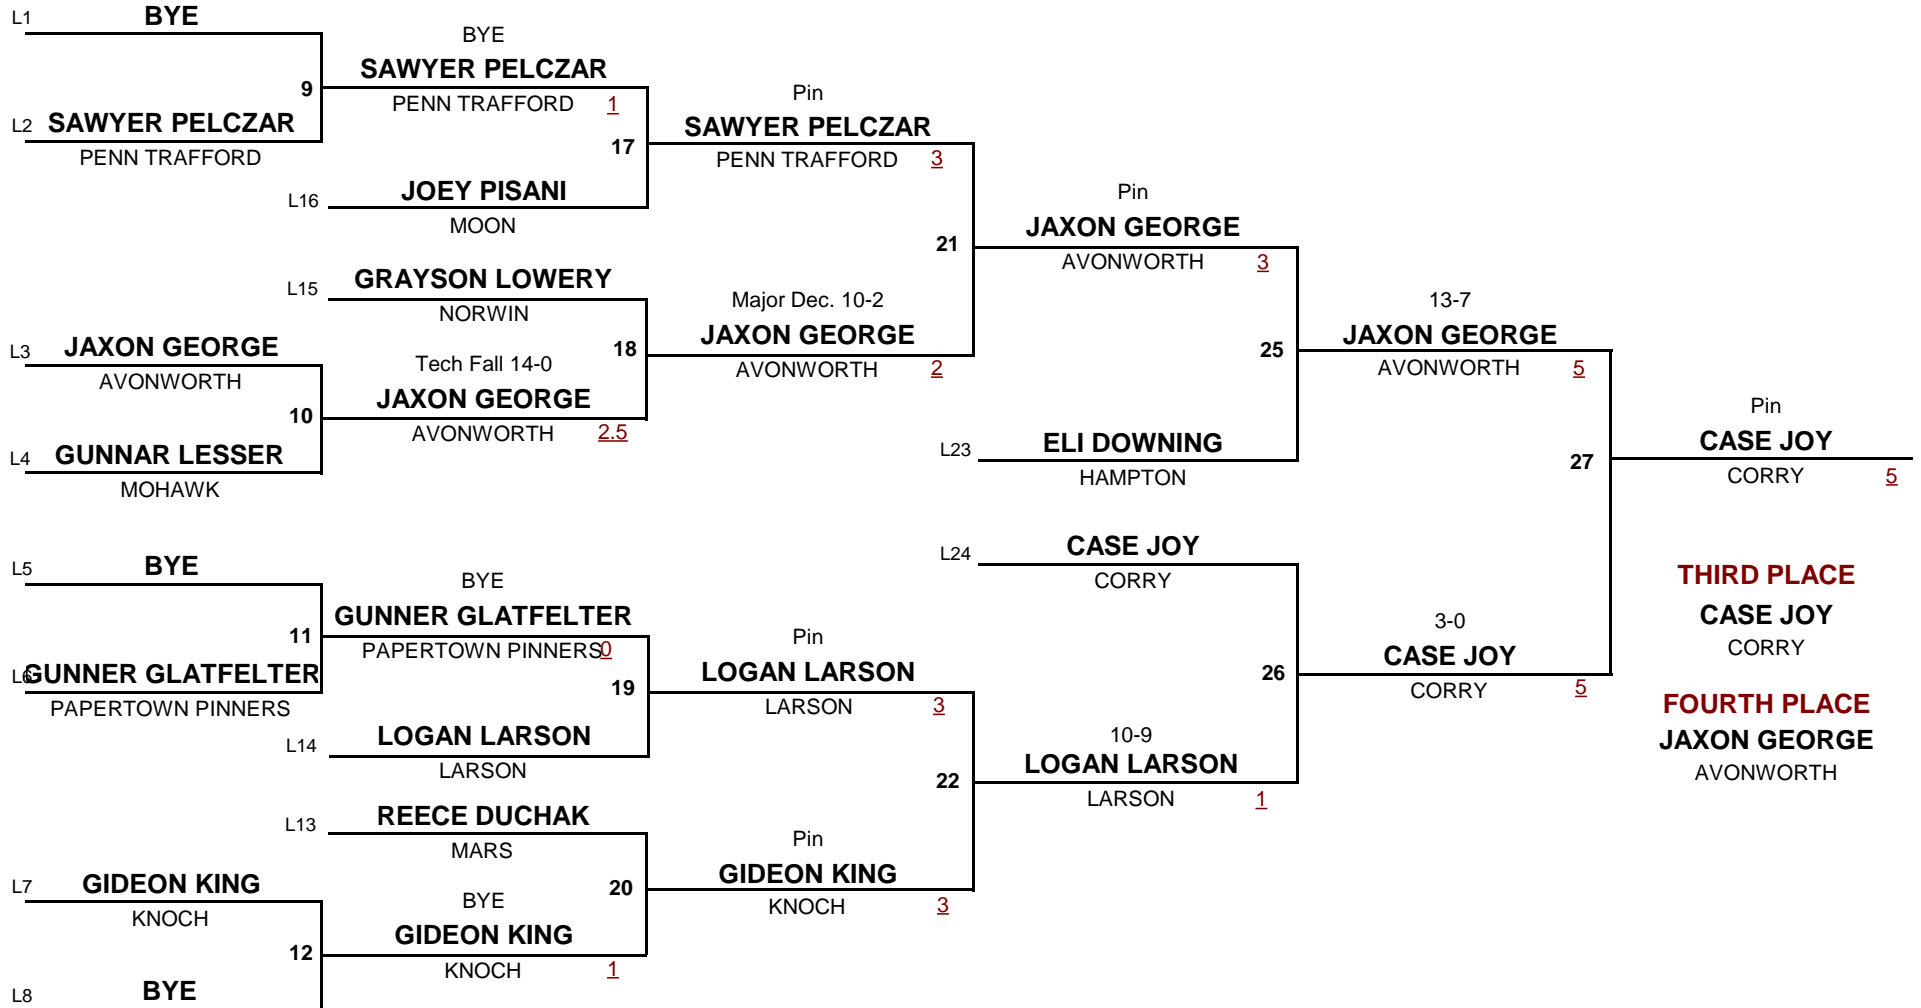 L1 BYE
BYE
SAWYER PELCZAR
9
PENN TRAFFORD 1
L2 SAWYER PELCZAR
PENN TRAFFORD
17
Pin
SAWYER PELCZAR
PENN TRAFFORD 3
L16 JOEY PISANI
MOON
21
Pin
JAXON GEORGE
AVONWORTH 3
L15 GRAYSON LOWERY
NORWIN
18
Major Dec. 10-2
JAXON GEORGE
AVONWORTH 2
L3 JAXON GEORGE
AVONWORTH
10
Tech Fall 14-0
JAXON GEORGE
AVONWORTH 2.5
L4 GUNNAR LESSER
MOHAWK
25
13-7
JAXON GEORGE
AVONWORTH 5
L23 ELI DOWNING
HAMPTON
27
Pin
CASE JOY
CORRY 5
L5 BYE
BYE
GUNNER GLATFELTER
11
PAPERTOWN PINNERS 0
L6 GUNNER GLATFELTER
PAPERTOWN PINNERS
19
Pin
LOGAN LARSON
LARSON 3
L14 LOGAN LARSON
LARSON
L24 CASE JOY
CORRY
26
3-0
CASE JOY
CORRY 5
22
10-9
LOGAN LARSON
LARSON 1
L13 REECE DUCHAK
MARS
20
Pin
GIDEON KING
KNOCH 3
L7 GIDEON KING
KNOCH
12
BYE
GIDEON KING
KNOCH 1
L8 BYE
THIRD PLACE
CASE JOY
CORRY
FOURTH PLACE
JAXON GEORGE
AVONWORTH